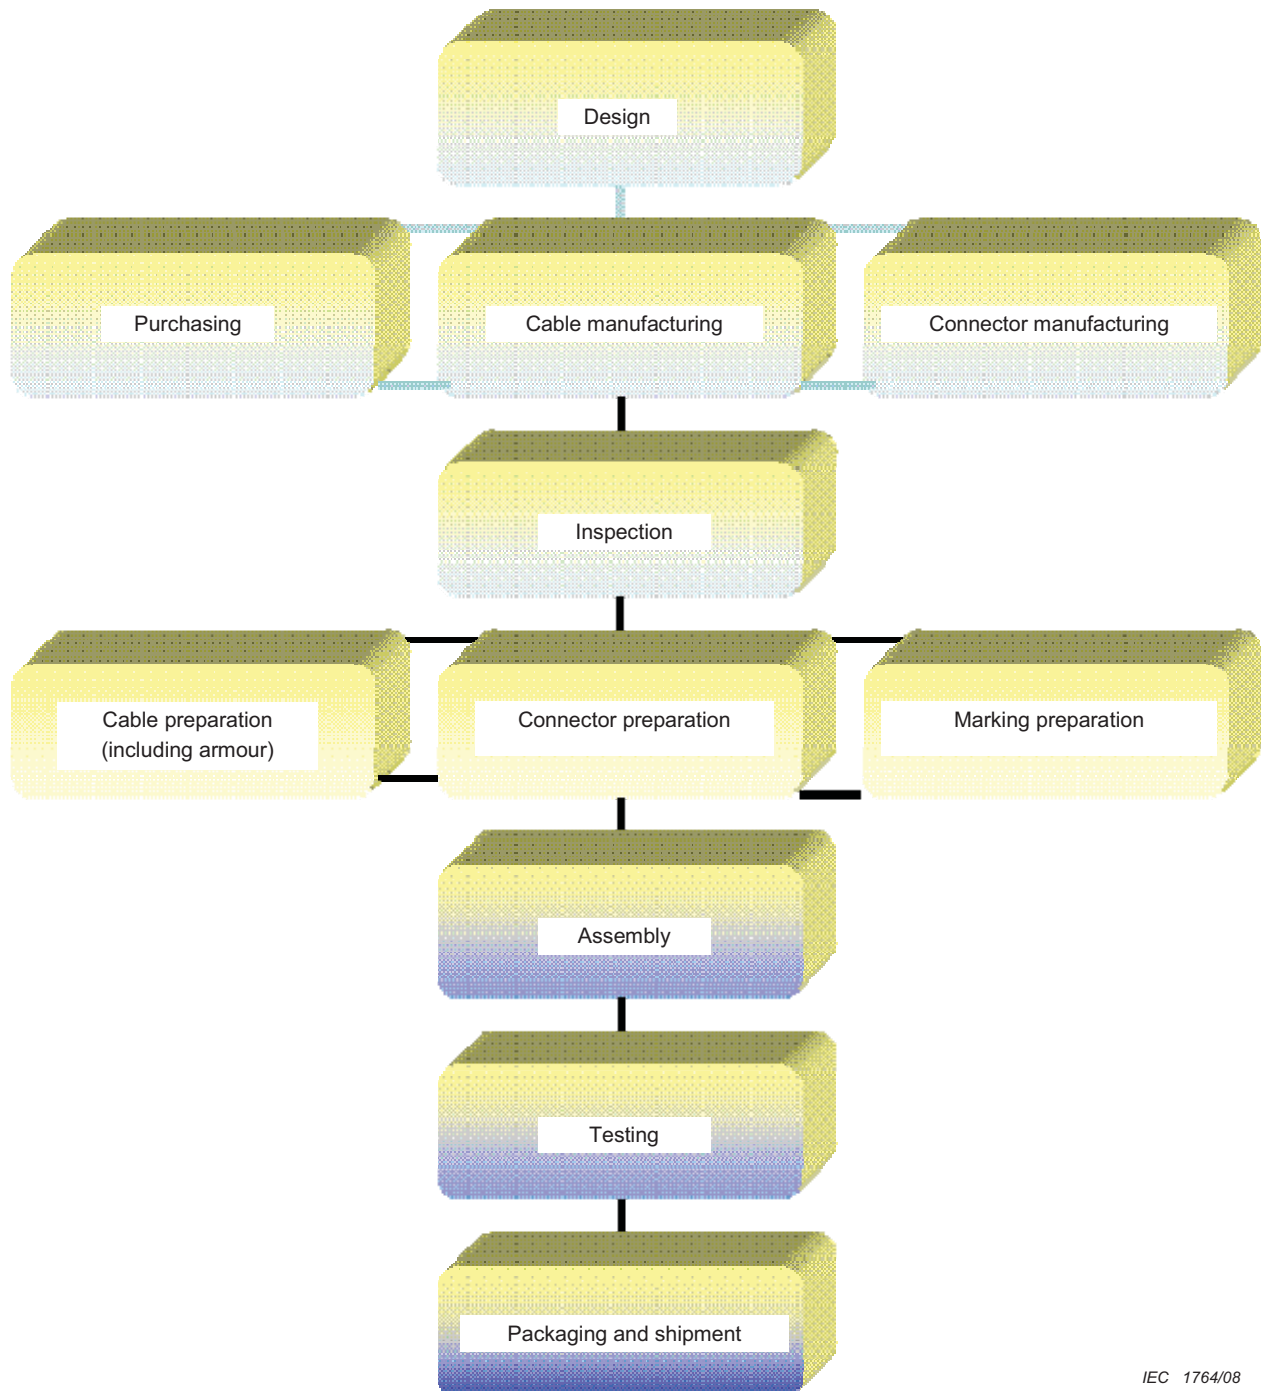 Design
Purchasing
Cable manufacturing
Connector manufacturing
Inspection
Cable preparation
(including armour)
Connector preparation
Marking preparation
Assembly
Testing
Packaging and shipment
IEC 1764/08